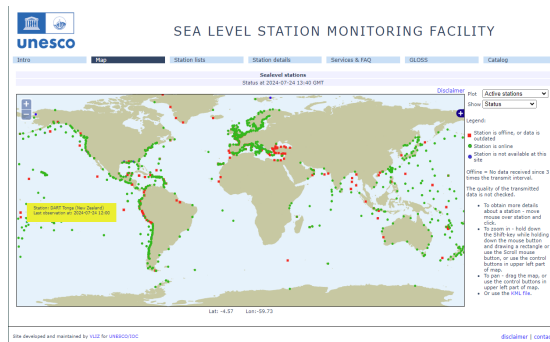 unesco
SEA LEVEL STATION MONITORING FACILITY
Intro
Map
Station lists
Station details
Services & FAQ
GLOSS
Catalog
Sealevel stations
Status at 2024-07-24 13:40 GMT
Disclaimer
Plot Active stations
Show Status
Legend:
Station is offline, or data is
outdated
Station is online
Station is not available at this
site
Offline = No data received since 3
times the transmit interval.
The quality of the transmitted
data is not checked.
• To obtain more details
about a station - move
mouse over station and
click.
• To zoom in - hold down
the Shift-key while holding
down the mouse button
and drawing a rectangle or
use the Scroll mouse
button, or use the control
buttons in upper left part
of map.
• To pan - drag the map, or
use the control buttons in
upper left part of map.
• Or use the KML file.
+
−
+
Station: DART Tonga (New Zealand)
Last observation at: 2024-07-24 12:00
Lat: -4.57 Lon:-59.73
Site developed and maintained by VLIZ for UNESCO/IOC
disclaimer | contac